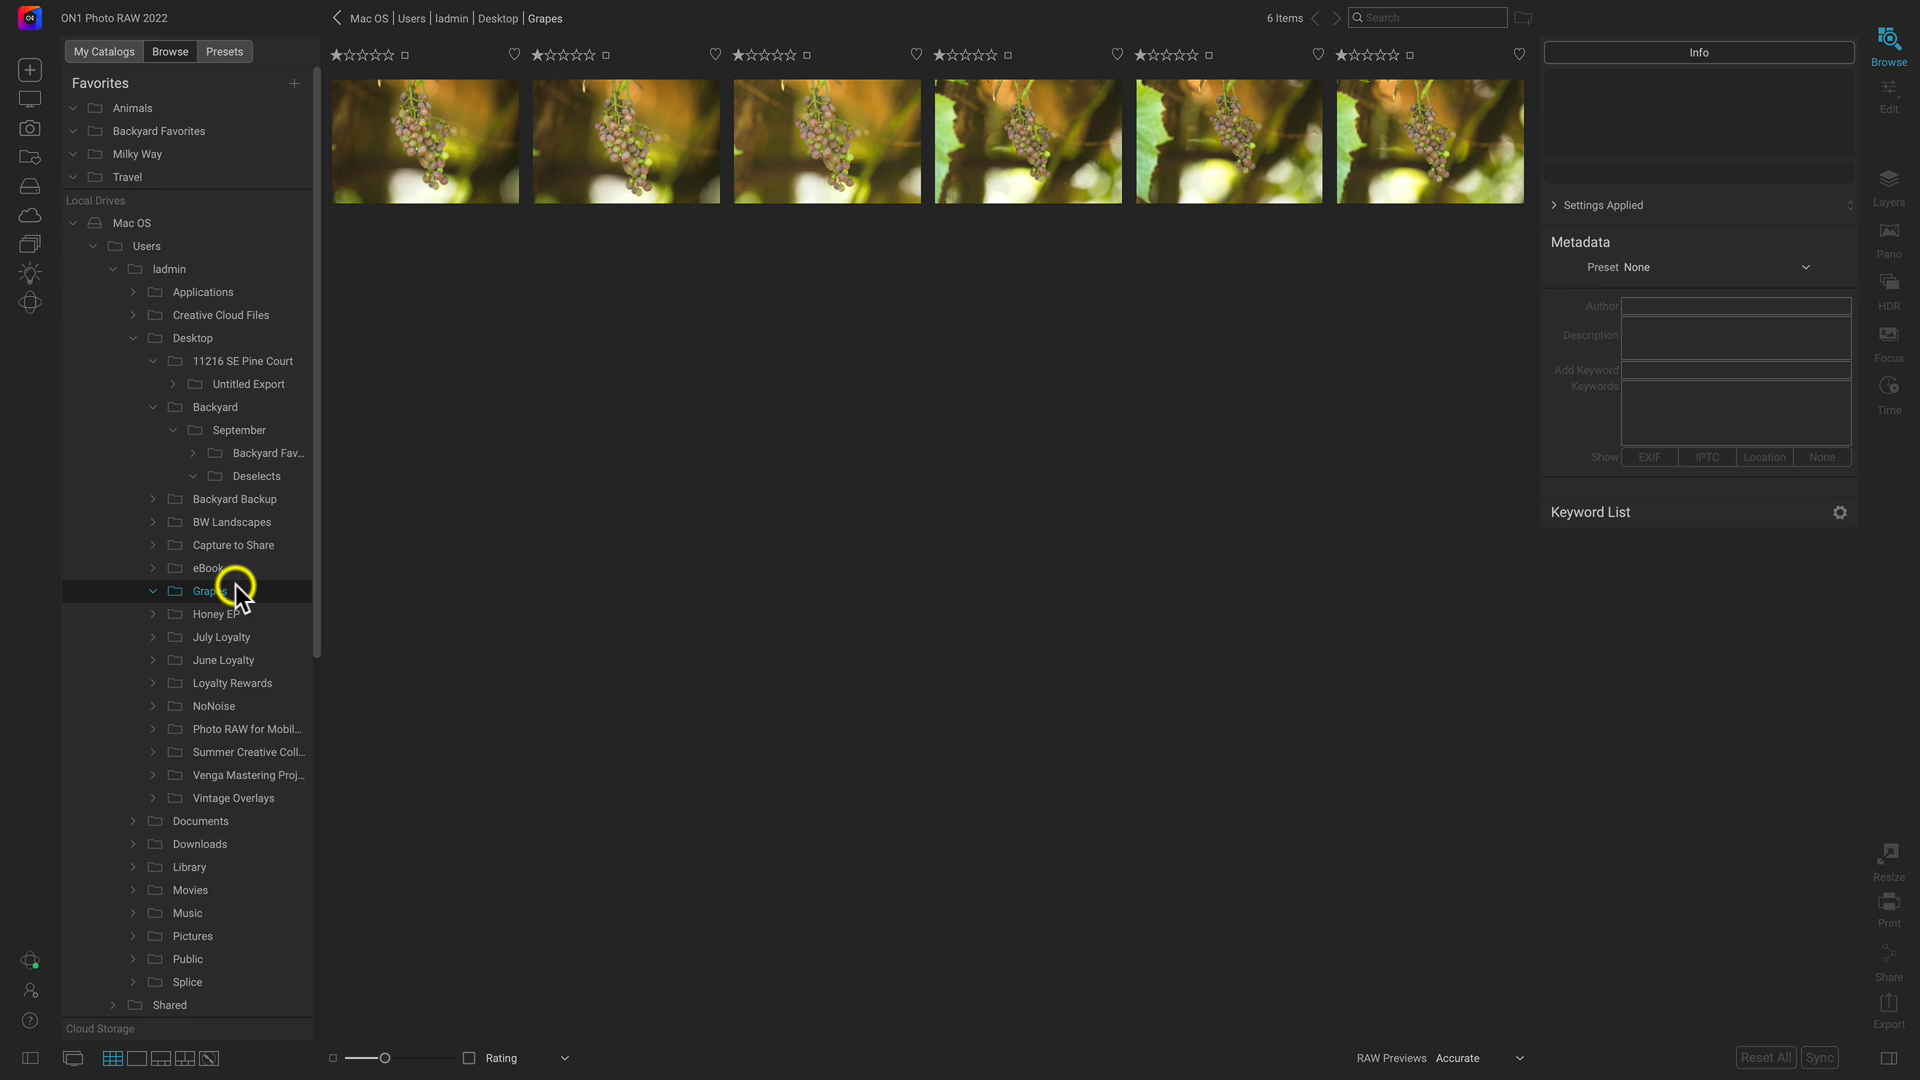 ON1 Photo RAW 2022
Mac OS | Users | ladmin | Desktop | Grapes
6 Items
Search
My Catalogs
Browse
Presets
Info
Browse
Favorites
Animals
Backyard Favorites
Milky Way
Travel
Local Drives
Mac OS
Users
ladmin
Applications
Creative Cloud Files
Desktop
11216 SE Pine Court
Untitled Export
Backyard
September
Backyard Fav...
Deselects
Backyard Backup
BW Landscapes
Capture to Share
eBook
Honey EP
July Loyalty
June Loyalty
Loyalty Rewards
NoNoise
Photo RAW for Mobil...
Summer Creative Coll...
Venga Mastering Proj...
Vintage Overlays
Documents
Downloads
Library
Movies
Music
Pictures
Public
Splice
Shared
Cloud Storage
Rating
RAW Previews Accurate
Settings Applied
Metadata
Preset None
Author
Description
Add Keyword
Keywords
Show EXIF IPTC Location None
Keyword List
Edit
Layers
Pano
HDR
Focus
Time
Resize
Print
Share
Export
Reset All
Sync